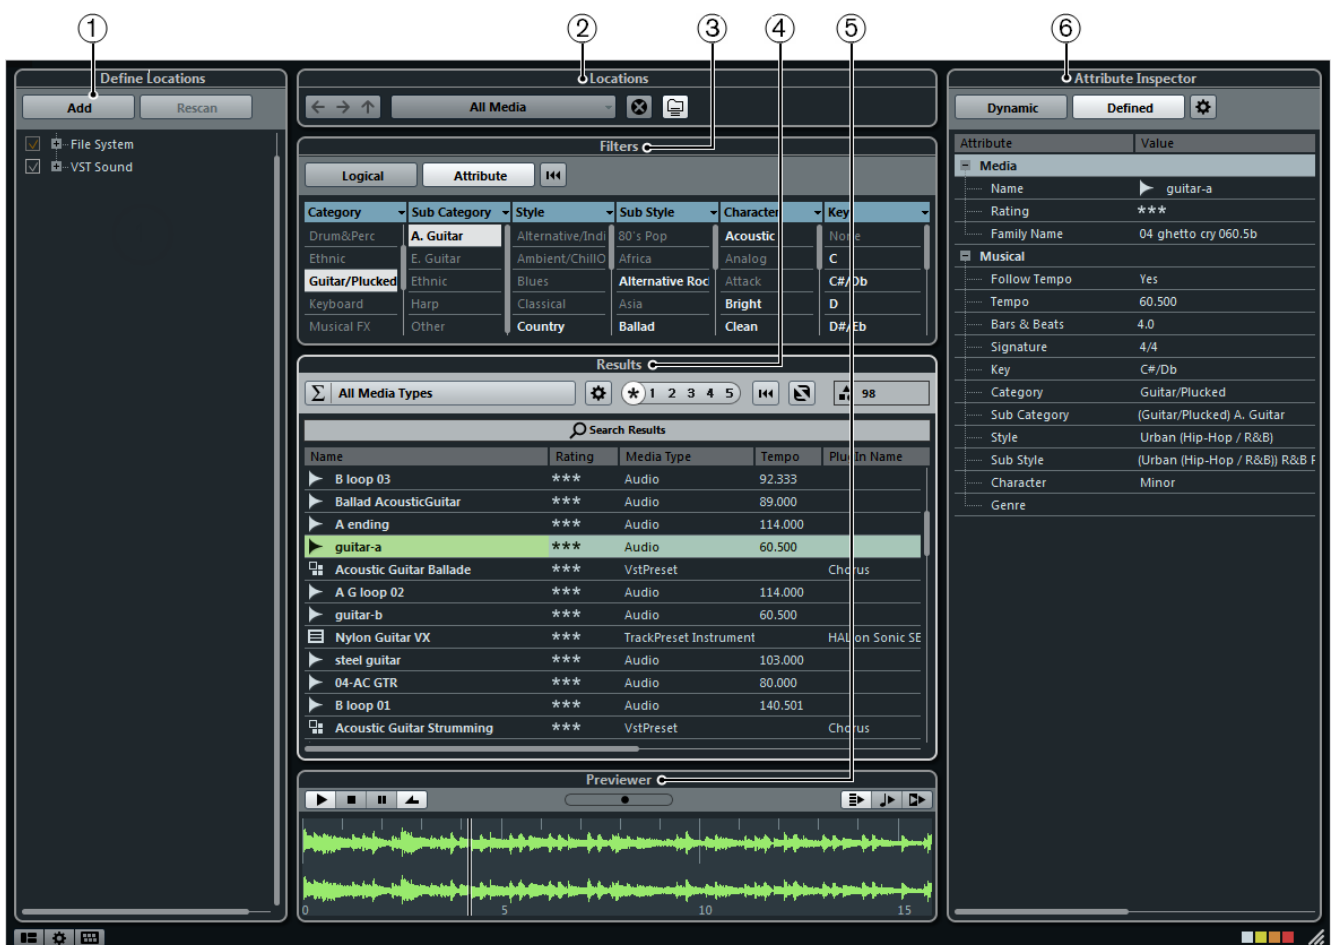 1 2 3 4 5 6
Define Locations
Add Rescan
File System
VST Sound
Locations
All Media
Filters
Logical Attribute
Category Sub Category Style Sub Style Character Key
Drum&Perc A. Guitar Alternative/Indi 80's Pop Acoustic None
Ethnic E. Guitar Ambient/ChillO Africa Analog C
Guitar/Plucked Ethnic Blues Alternative Roc Attack C#/Db
Keyboard Harp Classical Asia Bright D
Musical FX Other Country Ballad Clean D#/Eb
Results
All Media Types * 1 2 3 4 5 98
Search Results
Name Rating Media Type Tempo PlugIn Name
B loop 03 *** Audio 92.333
Ballad AcousticGuitar *** Audio 89.000
A ending *** Audio 114.000
guitar-a *** Audio 60.500
Acoustic Guitar Ballade *** VstPreset Chorus
A G loop 02 *** Audio 114.000
guitar-b *** Audio 60.500
Nylon Guitar VX *** TrackPreset Instrument HALion Sonic SE
steel guitar *** Audio 103.000
04-AC GTR *** Audio 80.000
B loop 01 *** Audio 140.501
Acoustic Guitar Strumming *** VstPreset Chorus
Previewer
0 5 10 15
Attribute Inspector
Dynamic Defined
Attribute Value
Media
Name guitar-a
Rating ***
Family Name 04 ghetto cry 060.5b
Musical
Follow Tempo Yes
Tempo 60.500
Bars & Beats 4.0
Signature 4/4
Key C#/Db
Category Guitar/Plucked
Sub Category (Guitar/Plucked) A. Guitar
Style Urban (Hip-Hop / R&B)
Sub Style (Urban (Hip-Hop / R&B)) R&B F
Character Minor
Genre